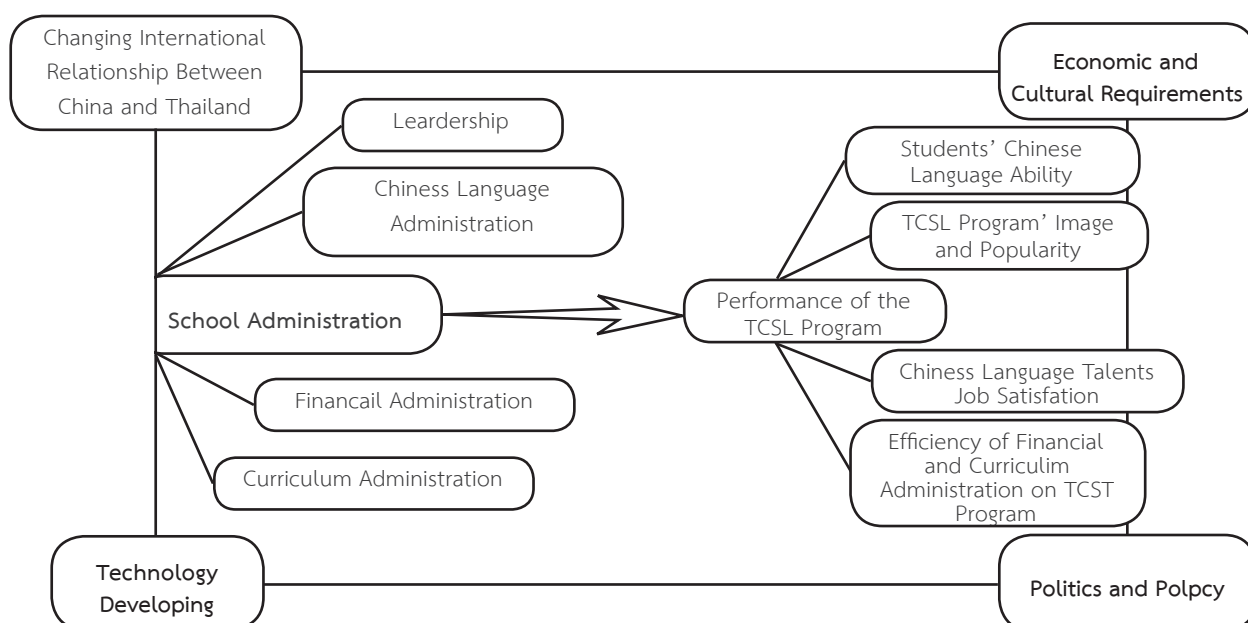 Changing International
Relationship Between
China and Thailand
Economic and
Cultural Requirements
Leardership
Chiness Language
Administration
School Administration
Financail Administration
Curriculum Administration
Students' Chinese
Language Ability
TCSL Program' Image
and Popularity
Performance of the
TCSL Program
Chiness Language Talents
Job Satisfation
Efficiency of Financial
and Curriculim
Administration on TCST
Program
Technology
Developing
Politics and Polpcy